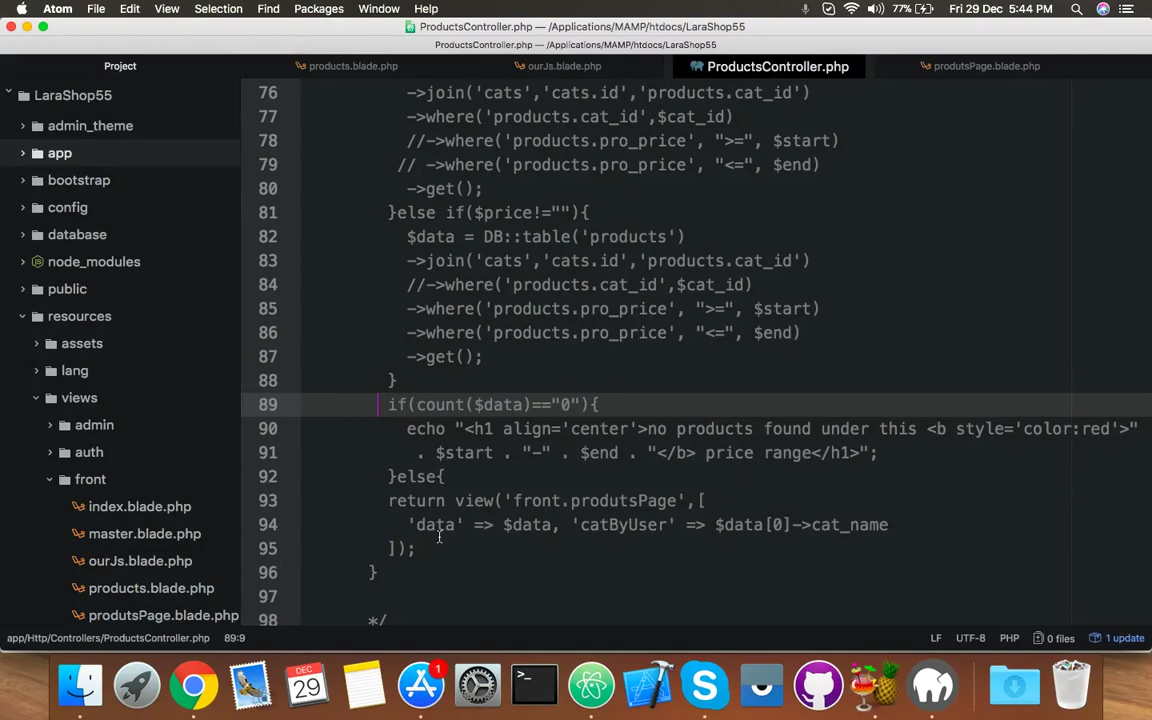 Atom File Edit View Selection Find Packages Window Help 77% Fri 29 Dec 5:44 PM
ProductsController.php — /Applications/MAMP/htdocs/LaraShop55
ProductsController.php — /Applications/MAMP/htdocs/LaraShop55
Project products.blade.php ourJs.blade.php ProductsController.php produtsPage.blade.php
LaraShop55
admin_theme
app
bootstrap
config
database
node_modules
public
resources
assets
lang
views
admin
auth
front
index.blade.php
master.blade.php
ourJs.blade.php
products.blade.php
produtsPage.blade.php
76 ->join('cats','cats.id','products.cat_id')
77 ->where('products.cat_id',$cat_id)
78 //->where('products.pro_price', ">=", $start)
79 // ->where('products.pro_price', "<=", $end)
80 ->get();
81 }else if($price!=""){
82 $data = DB::table('products')
83 ->join('cats','cats.id','products.cat_id')
84 //->where('products.cat_id',$cat_id)
85 ->where('products.pro_price', ">=", $start)
86 ->where('products.pro_price', "<=", $end)
87 ->get();
88 }
89 if(count($data)=="0"){
90 echo "<h1 align='center'>no products found under this <b style='color:red'>"
91 . $start . "-" . $end . "</b> price range</h1>";
92 }else{
93 return view('front.produtsPage',[
94 'data' => $data, 'catByUser' => $data[0]->cat_name
95 ]);
96 }
97
98 */
app/Http/Controllers/ProductsController.php 89:9 LF UTF-8 PHP 0 files 1 update
1
DEC
29